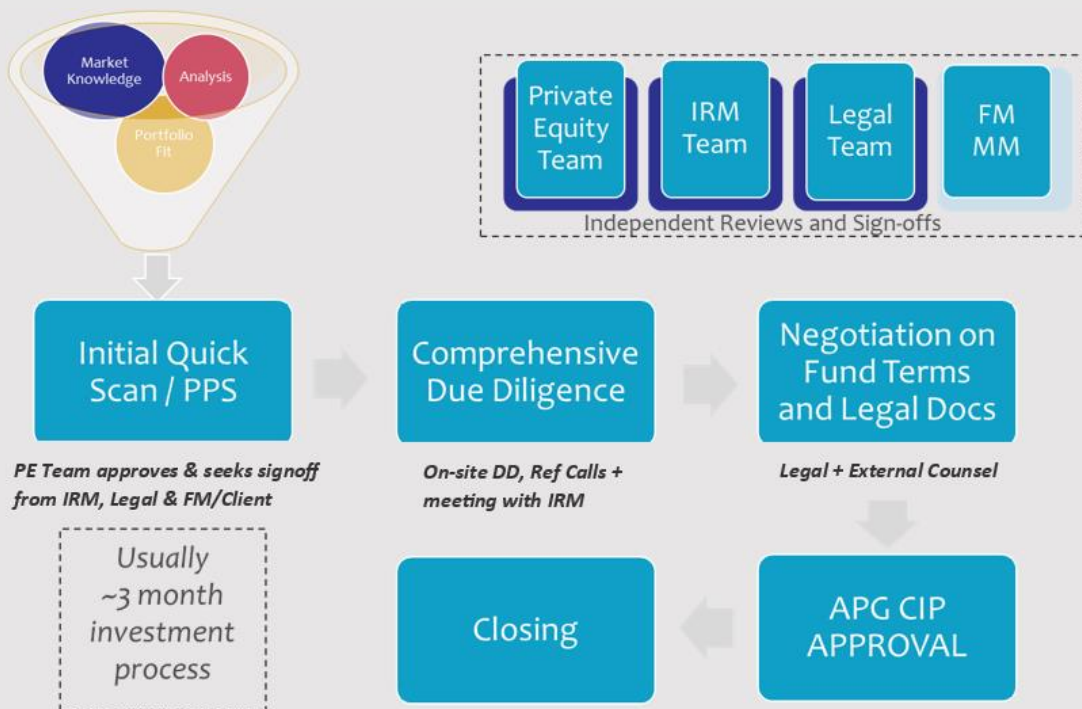 Market
Knowledge
Analysis
Portfolio
Fit
Private
Equity
Team
IRM
Team
Legal
Team
FM
MM
Independent Reviews and Sign-offs
Initial Quick
Scan / PPS
Comprehensive
Due Diligence
Negotiation on
Fund Terms
and Legal Docs
PE Team approves & seeks signoff
from IRM, Legal & FM/Client
On-site DD, Ref Calls +
meeting with IRM
Legal + External Counsel
Usually
~3 month
investment
process
Closing
APG CIP
APPROVAL